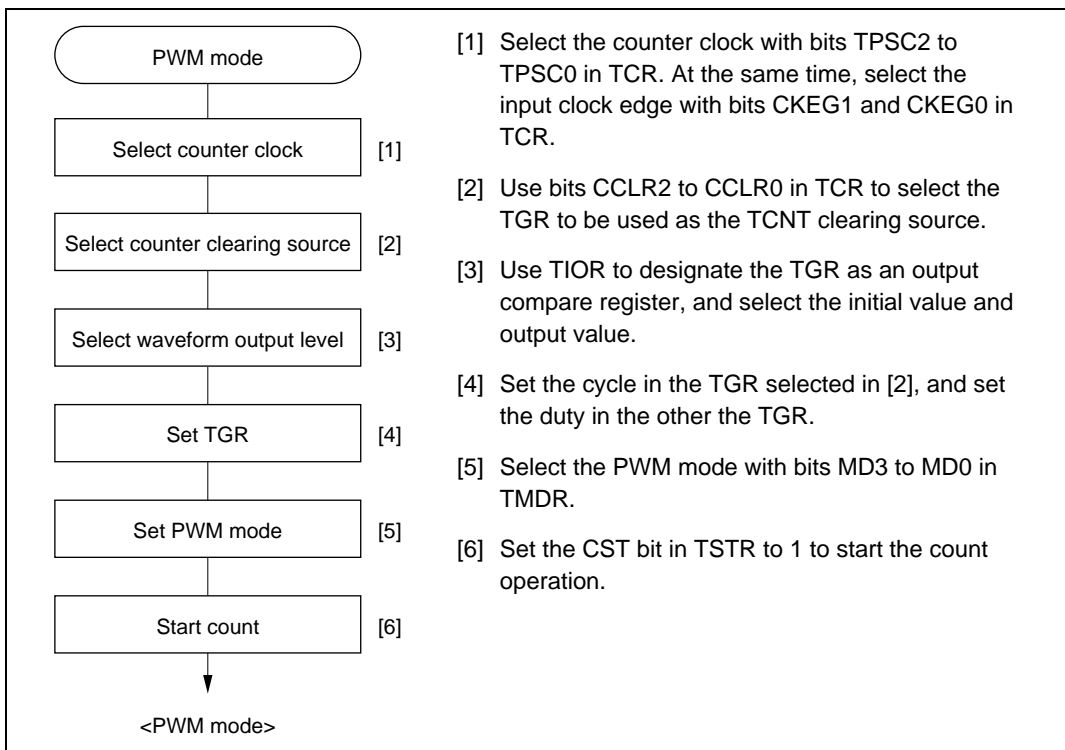 PWM mode
Select counter clock [1]
Select counter clearing source [2]
Select waveform output level [3]
Set TGR [4]
Set PWM mode [5]
Start count [6]
<PWM mode>
[1] Select the counter clock with bits TPSC2 to
TPSC0 in TCR. At the same time, select the
input clock edge with bits CKEG1 and CKEG0 in
TCR.
[2] Use bits CCLR2 to CCLR0 in TCR to select the
TGR to be used as the TCNT clearing source.
[3] Use TIOR to designate the TGR as an output
compare register, and select the initial value and
output value.
[4] Set the cycle in the TGR selected in [2], and set
the duty in the other the TGR.
[5] Select the PWM mode with bits MD3 to MD0 in
TMDR.
[6] Set the CST bit in TSTR to 1 to start the count
operation.